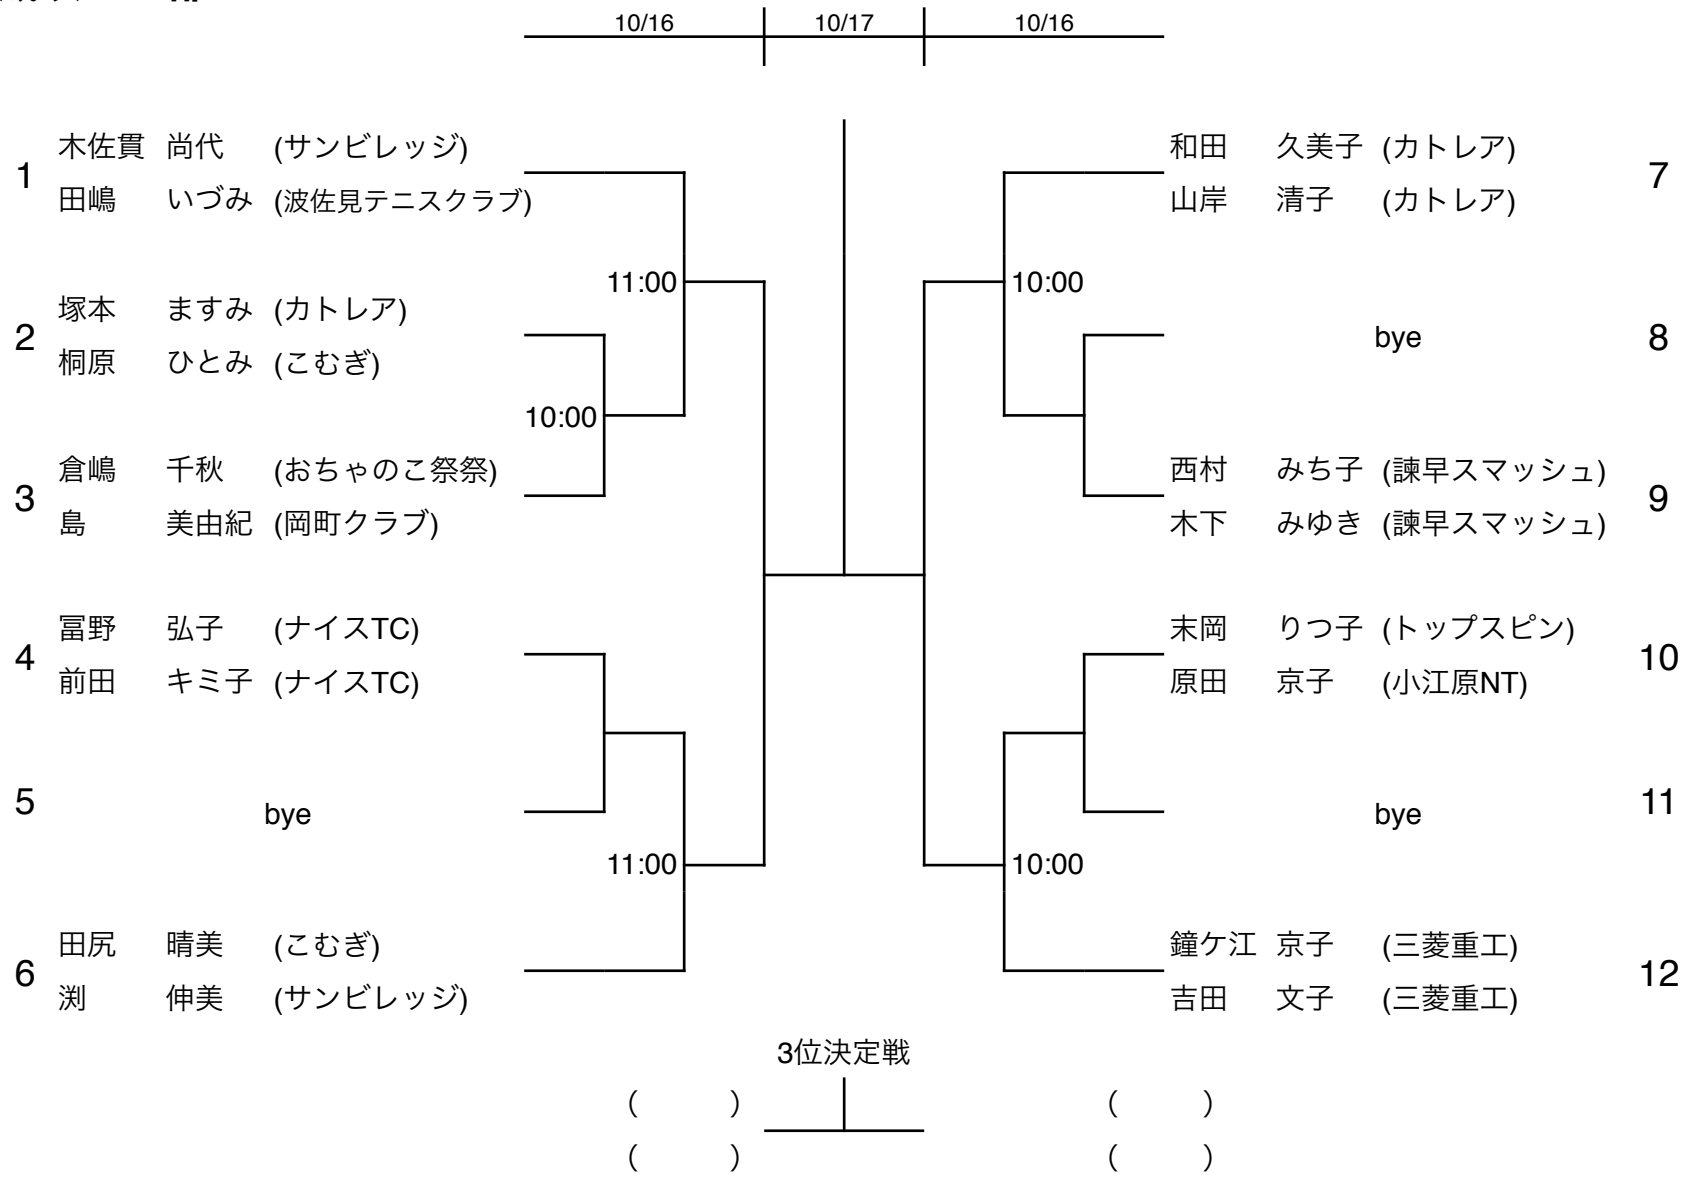 10/16 10/17 10/16
1 木佐貫 尚代 (サンビレッジ)
田嶋 いづみ (波佐見テニスクラブ)
11:00
2 塚本 ますみ (カトレア)
桐原 ひとみ (こむぎ)
10:00
3 倉嶋 千秋 (おちゃのこ祭祭)
島 美由紀 (岡町クラブ)
4 冨野 弘子 (ナイスTC)
前田 キミ子 (ナイスTC)
5 bye
11:00
6 田尻 晴美 (こむぎ)
渕 伸美 (サンビレッジ)
和田 久美子 (カトレア) 7
山岸 清子 (カトレア)
10:00
bye 8
西村 みち子 (諫早スマッシュ) 9
木下 みゆき (諫早スマッシュ)
末岡 りつ子 (トップスピン) 10
原田 京子 (小江原NT)
bye 11
10:00
鐘ケ江 京子 (三菱重工) 12
吉田 文子 (三菱重工)
3位決定戦
( ) ( )
( ) ( )